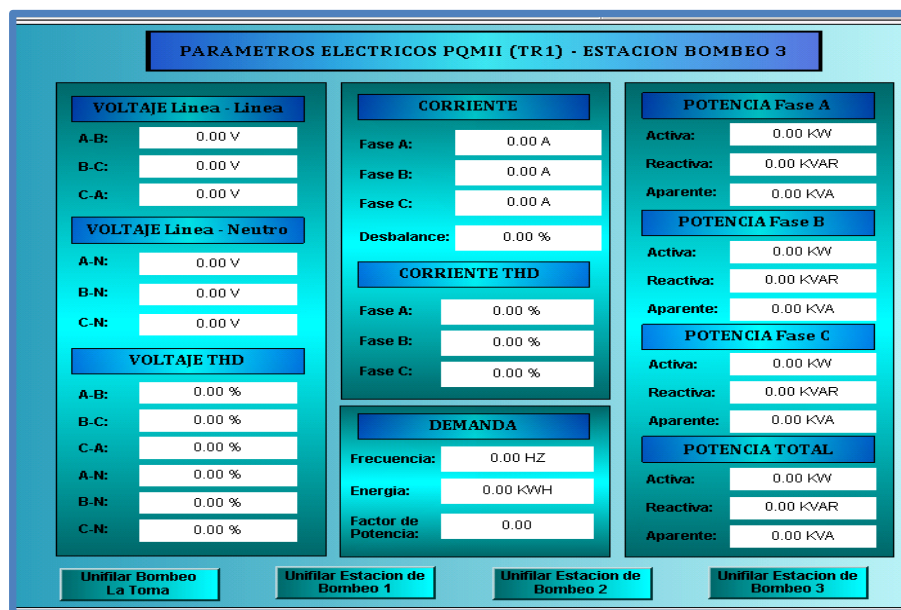 PARAMETROS ELECTRICOS PQMII (TR1) - ESTACION BOMBEO 3
VOLTAJE Linea - Linea
A-B: 0.00 V
B-C: 0.00 V
C-A: 0.00 V
VOLTAJE Linea - Neutro
A-N: 0.00 V
B-N: 0.00 V
C-N: 0.00 V
VOLTAJE THD
A-B: 0.00 %
B-C: 0.00 %
C-A: 0.00 %
A-N: 0.00 %
B-N: 0.00 %
C-N: 0.00 %
CORRIENTE
Fase A: 0.00 A
Fase B: 0.00 A
Fase C: 0.00 A
Desbalance: 0.00 %
CORRIENTE THD
Fase A: 0.00 %
Fase B: 0.00 %
Fase C: 0.00 %
DEMANDA
Frecuencia: 0.00 HZ
Energia: 0.00 KWH
Factor de
Potencia: 0.00
POTENCIA Fase A
Activa: 0.00 KW
Reactiva: 0.00 KVAR
Aparente: 0.00 KVA
POTENCIA Fase B
Activa: 0.00 KW
Reactiva: 0.00 KVAR
Aparente: 0.00 KVA
POTENCIA Fase C
Activa: 0.00 KW
Reactiva: 0.00 KVAR
Aparente: 0.00 KVA
POTENCIA TOTAL
Activa: 0.00 KW
Reactiva: 0.00 KVAR
Aparente: 0.00 KVA
Unifilar Bombeo
La Toma
Unifilar Estacion de
Bombeo 1
Unifilar Estacion de
Bombeo 2
Unifilar Estacion de
Bombeo 3